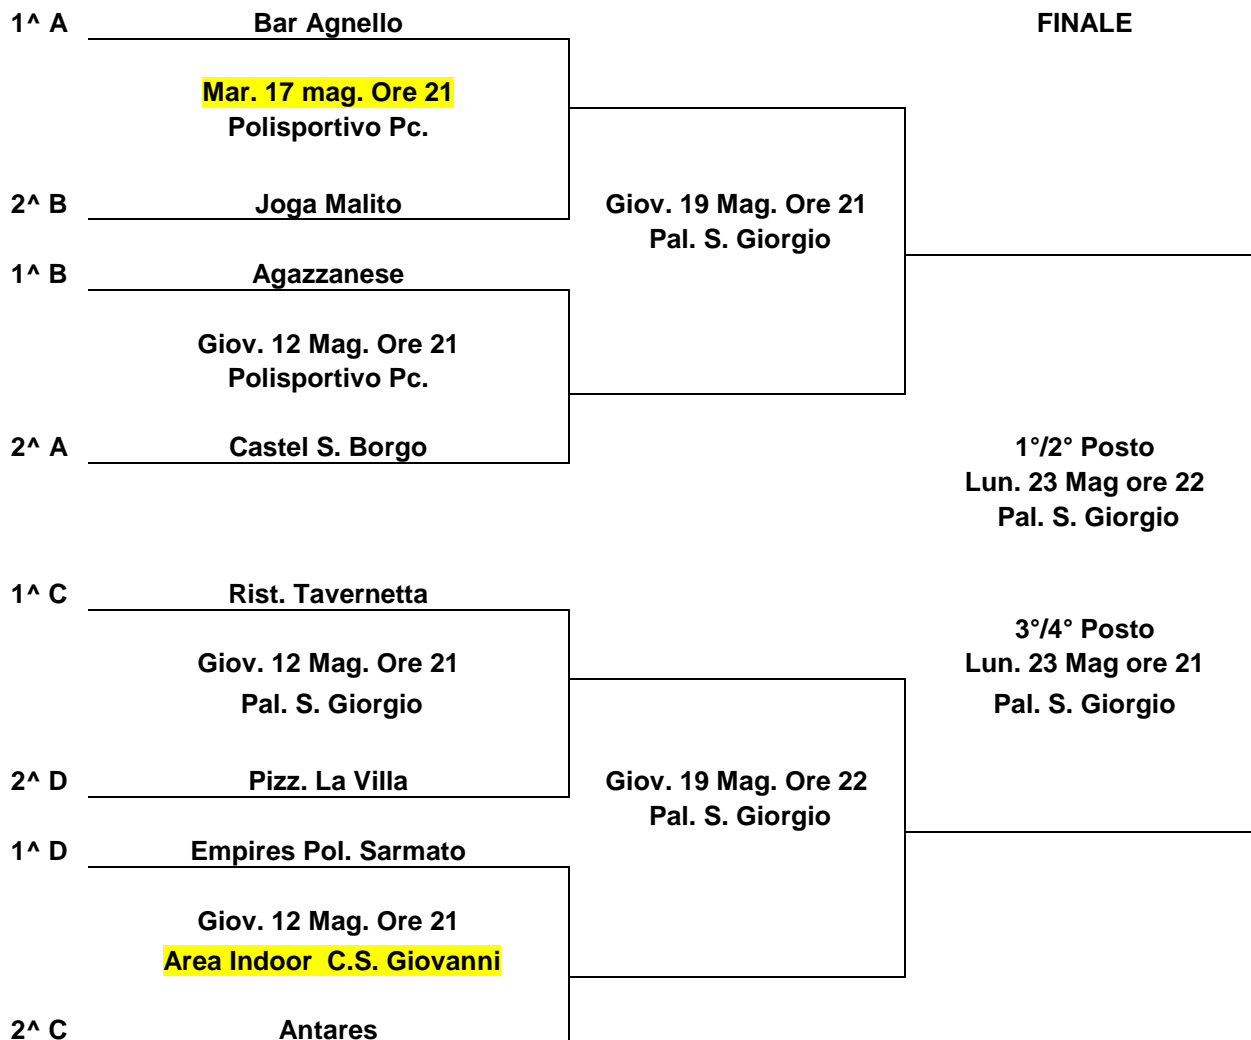 1^ A Bar Agnello FINALE
Mar. 17 mag. Ore 21
Polisportivo Pc.
2^ B Joga Malito Giov. 19 Mag. Ore 21
Pal. S. Giorgio
1^ B Agazzanese
Giov. 12 Mag. Ore 21
Polisportivo Pc.
2^ A Castel S. Borgo 1°/2° Posto
Lun. 23 Mag ore 22
Pal. S. Giorgio
1^ C Rist. Tavernetta
3°/4° Posto
Giov. 12 Mag. Ore 21 Lun. 23 Mag ore 21
Pal. S. Giorgio Pal. S. Giorgio
2^ D Pizz. La Villa Giov. 19 Mag. Ore 22
Pal. S. Giorgio
1^ D Empires Pol. Sarmato
Giov. 12 Mag. Ore 21
Area Indoor C.S. Giovanni
2^ C Antares